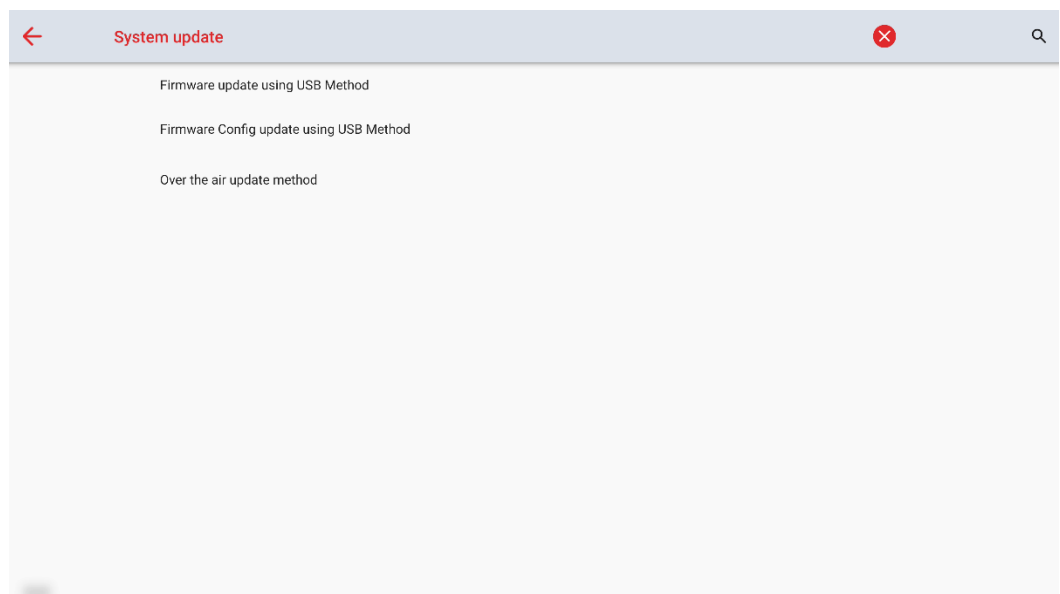 System update
Firmware update using USB Method
Firmware Config update using USB Method
Over the air update method